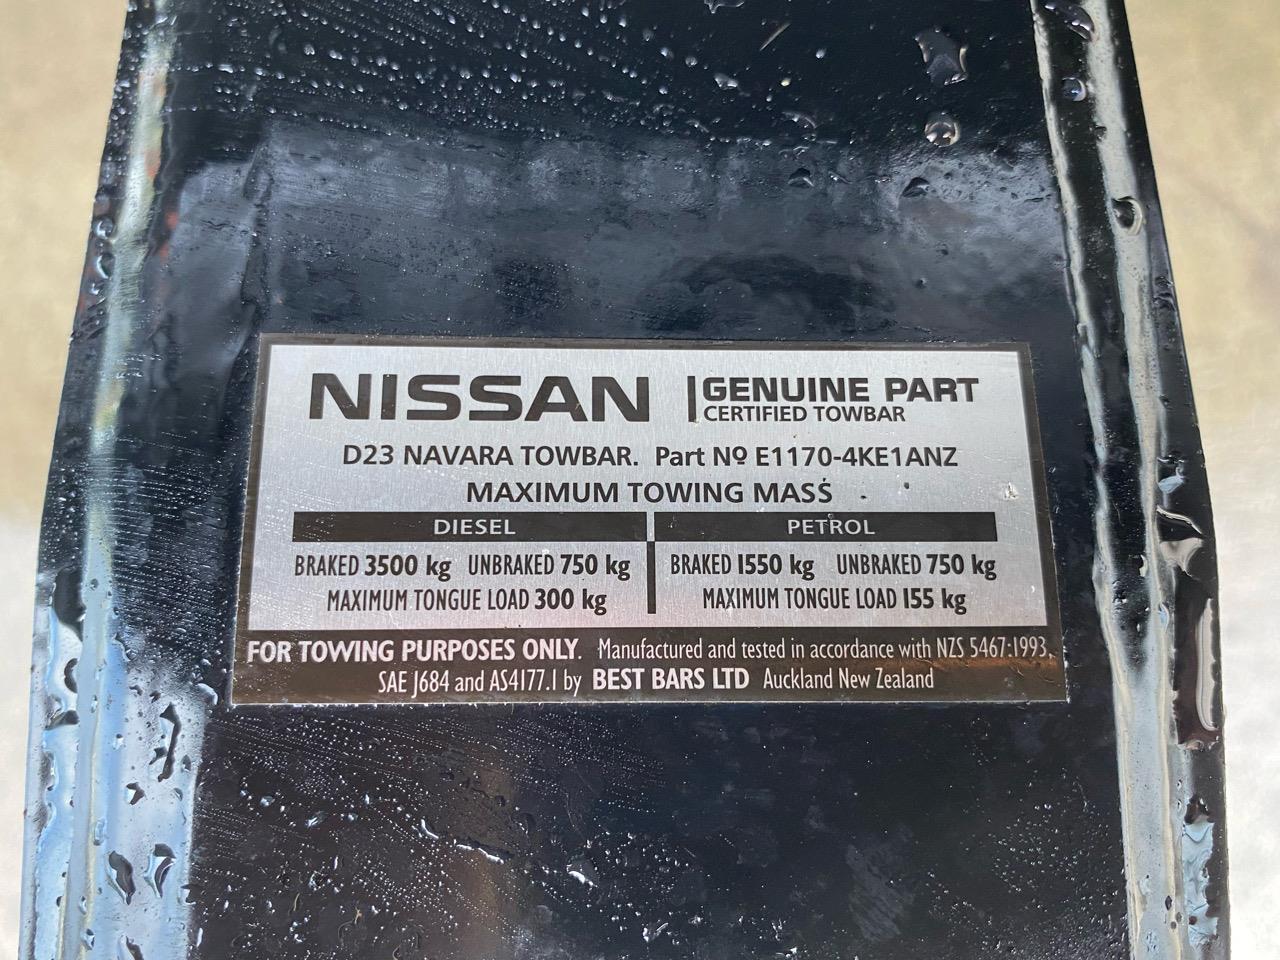 NISSAN | GENUINE PART
CERTIFIED TOWBAR
D23 NAVARA TOWBAR. Part Nº E1170-4KE1ANZ
MAXIMUM TOWING MASS
DIESEL PETROL
BRAKED 3500 kg UNBRAKED 750 kg BRAKED 1550 kg UNBRAKED 750 kg
MAXIMUM TONGUE LOAD 300 kg MAXIMUM TONGUE LOAD 155 kg
FOR TOWING PURPOSES ONLY. Manufactured and tested in accordance with NZS 5467:1993,
SAE J684 and AS4177.1 by BEST BARS LTD Auckland New Zealand